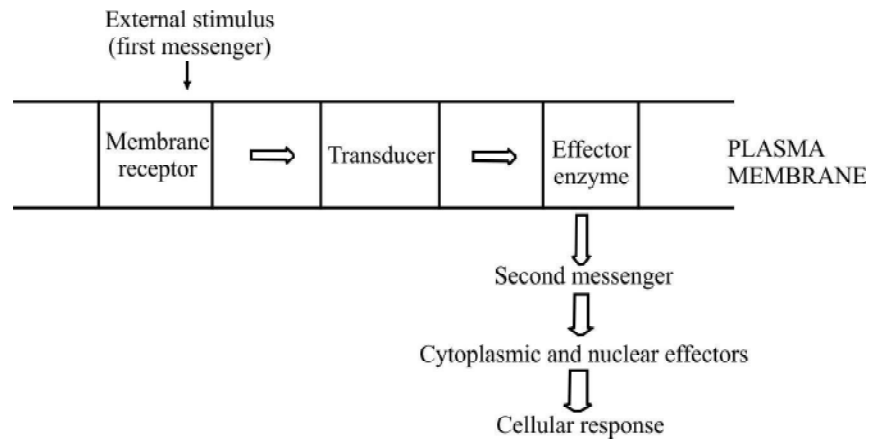 External stimulus
(first messenger)
Membrane
receptor
Transducer
Effector
enzyme
PLASMA
MEMBRANE
Second messenger
Cytoplasmic and nuclear effectors
Cellular response